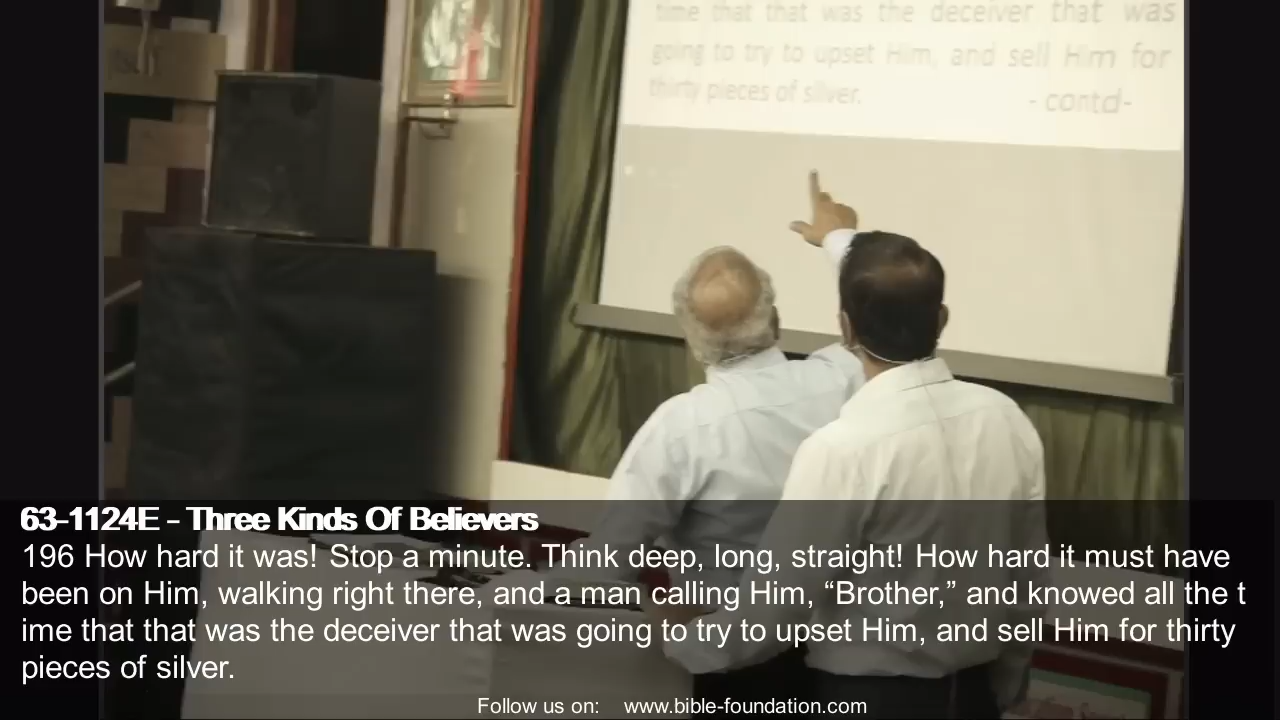 time that that was the deceiver that was
going to try to upset Him, and sell Him for
thirty pieces of silver.
- contd-
63-1124E - Three Kinds Of Believers
196 How hard it was! Stop a minute. Think deep, long, straight! How hard it must have
been on Him, walking right there, and a man calling Him, “Brother,” and knowed all the t
ime that that was the deceiver that was going to try to upset Him, and sell Him for thirty
pieces of silver.
Follow us on: www.bible-foundation.com